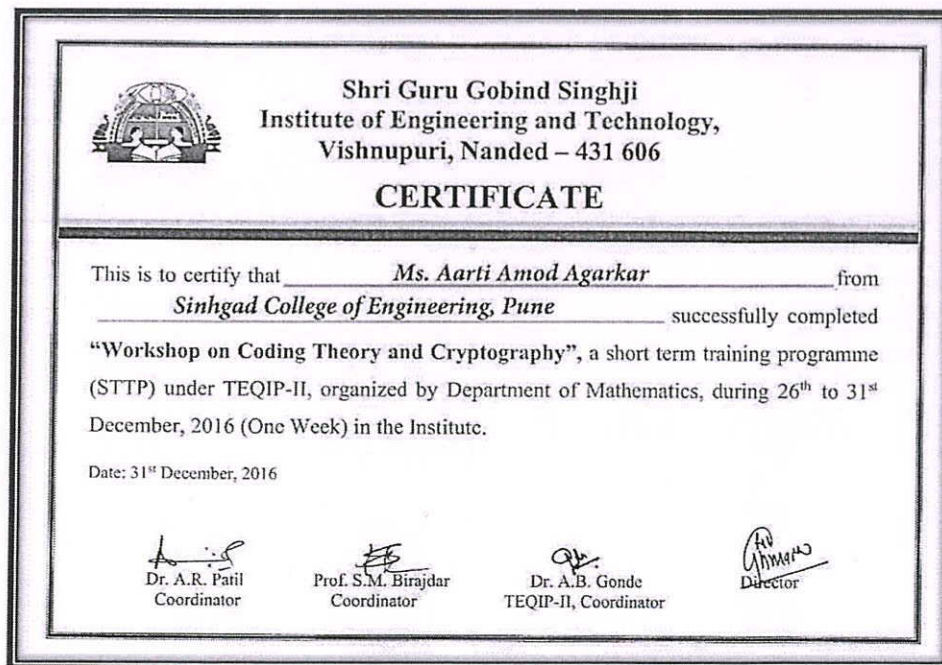 Shri Guru Gobind Singhji
Institute of Engineering and Technology,
Vishnupuri, Nanded – 431 606
CERTIFICATE
This is to certify that Ms. Aarti Amod Agarkar from
Sinhgad College of Engineering, Pune successfully completed
“Workshop on Coding Theory and Cryptography”, a short term training programme
(STTP) under TEQIP-II, organized by Department of Mathematics, during 26th to 31st
December, 2016 (One Week) in the Institute.
Date: 31st December, 2016
Dr. A.R. Patil
Coordinator
Prof. S.M. Birajdar
Coordinator
Dr. A.B. Gonde
TEQIP-II, Coordinator
Director